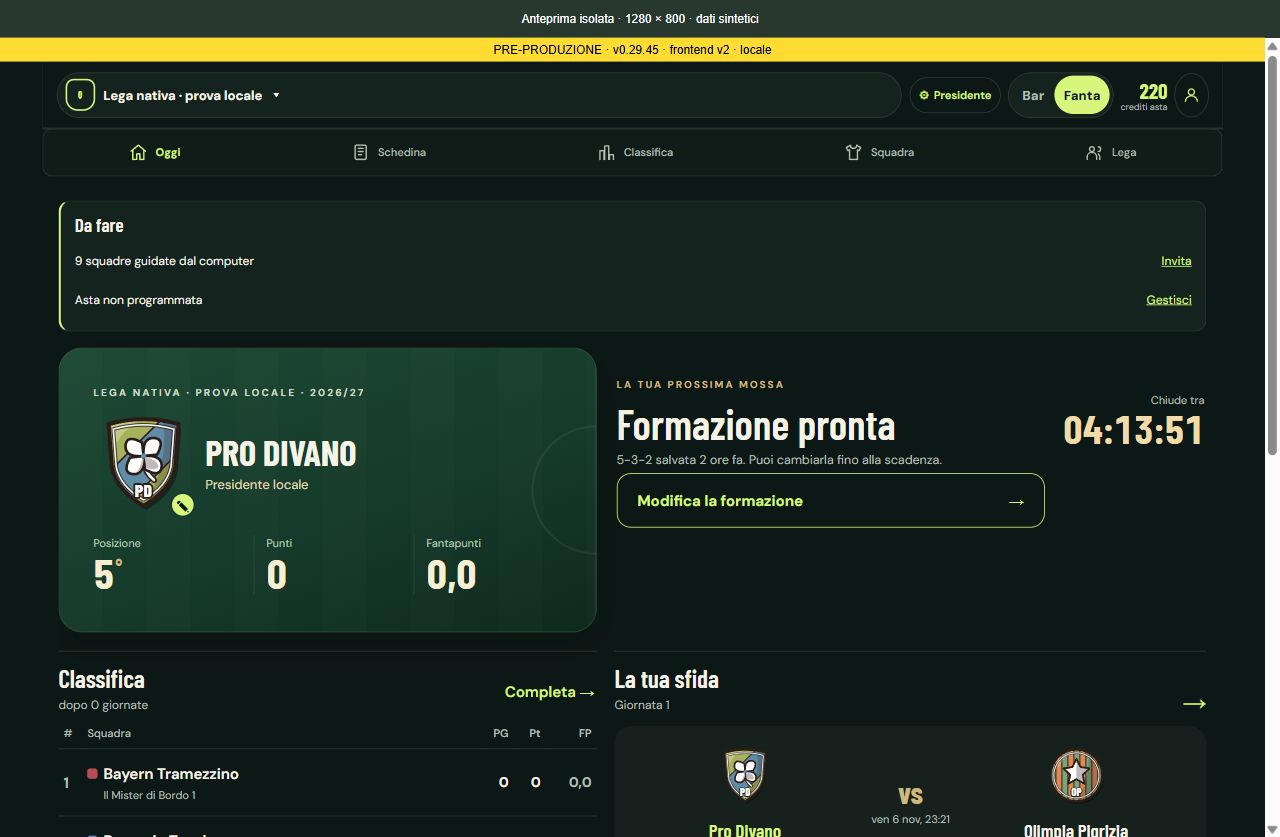 Anteprima isolata · 1280 × 800 · dati sintetici
PRE-PRODUZIONE · v0.29.45 · frontend v2 · locale
Lega nativa · prova locale
Presidente
Bar
Fanta
220
crediti asta
Oggi
Schedina
Classifica
Squadra
Lega
Da fare
9 squadre guidate dal computer
Invita
Asta non programmata
Gestisci
LEGA NATIVA · PROVA LOCALE · 2026/27
PD
PRO DIVANO
Presidente locale
Posizione
Punti
Fantapunti
5°
0
0,0
LA TUA PROSSIMA MOSSA
Formazione pronta
5-3-2 salvata 2 ore fa. Puoi cambiarla fino alla scadenza.
Chiude tra
04:13:51
Modifica la formazione →
Classifica
dopo 0 giornate
Completa →
# Squadra PG Pt FP
1 Bayern Tramezzino 0 0 0,0
Il Mister di Bordo 1
La tua sfida
Giornata 1
→
PD
VS
OP
ven 6 nov, 23:21
Pro Divano
Olimpia Pigrizia